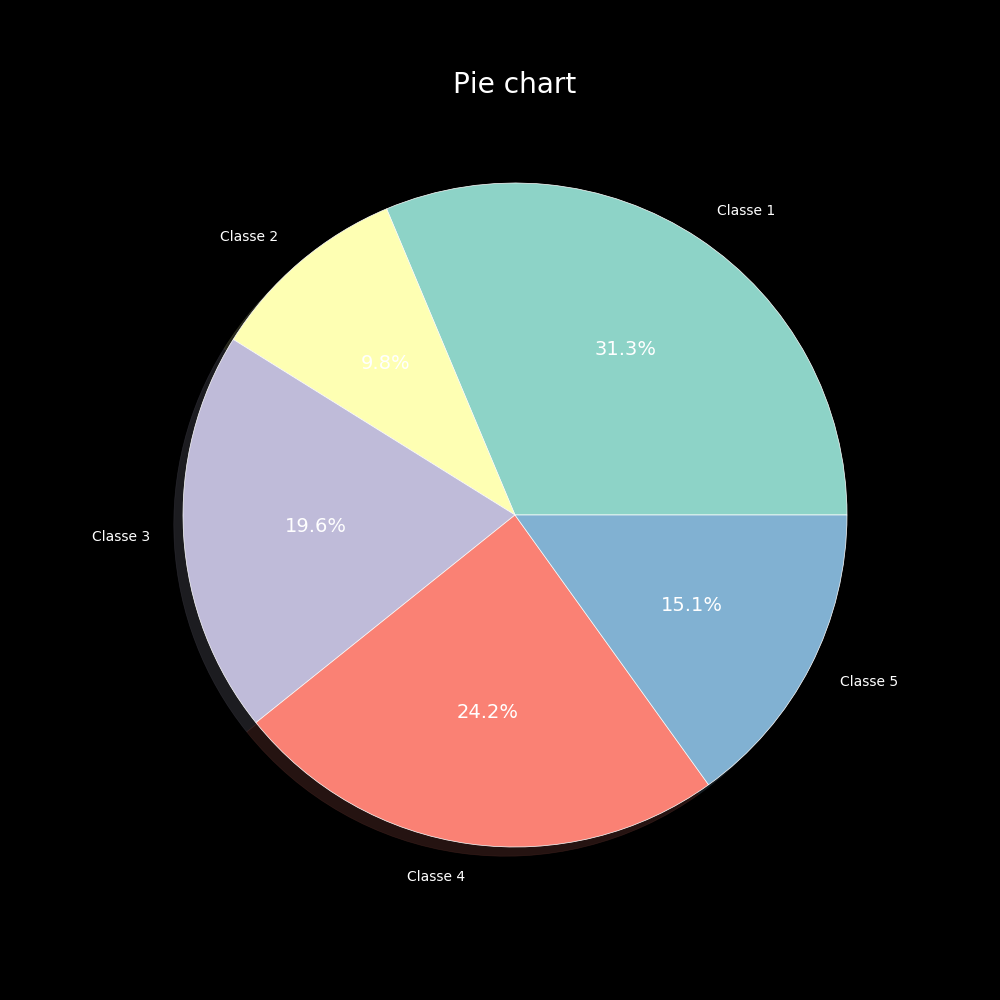 Pie chart
Classe 1
31.3%
Classe 2
9.8%
Classe 3
19.6%
Classe 4
24.2%
Classe 5
15.1%